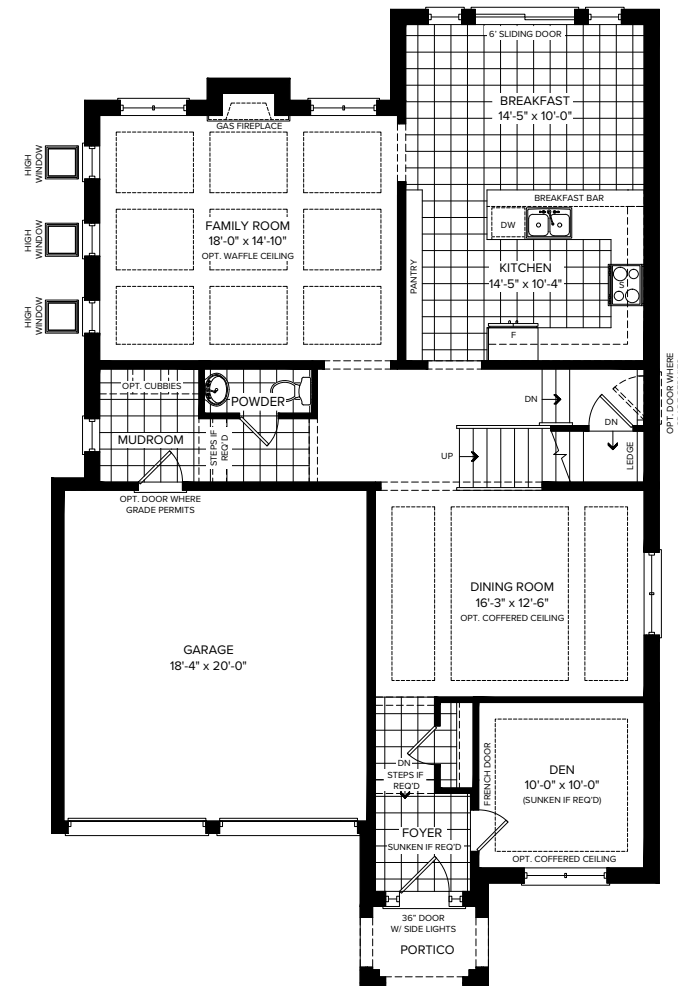 6' SLIDING DOOR
BREAKFAST
14'-5" x 10'-0"
GAS FIREPLACE
HIGH
WINDOW
HIGH
WINDOW
HIGH
WINDOW
FAMILY ROOM
18'-0" x 14'-10"
OPT. WAFFLE CEILING
BREAKFAST BAR
DW
PANTRY
KITCHEN
14'-5" x 10'-4"
S
F
OPT. CUBBIES
POWDER
MUDROOM
STEPS IF
REQ'D
DN
DN
UP
LEDGE
OPT. DOOR WHERE
OPT. DOOR WHERE
GRADE PERMITS
DINING ROOM
16'-3" x 12'-6"
OPT. COFFERED CEILING
GARAGE
18'-4" x 20'-0"
DN
STEPS IF
REQ'D
FRENCH DOOR
DEN
10'-0" x 10'-0"
(SUNKEN IF REQ'D)
FOYER
SUNKEN IF REQ'D
OPT. COFFERED CEILING
36" DOOR
W/ SIDE LIGHTS
PORTICO